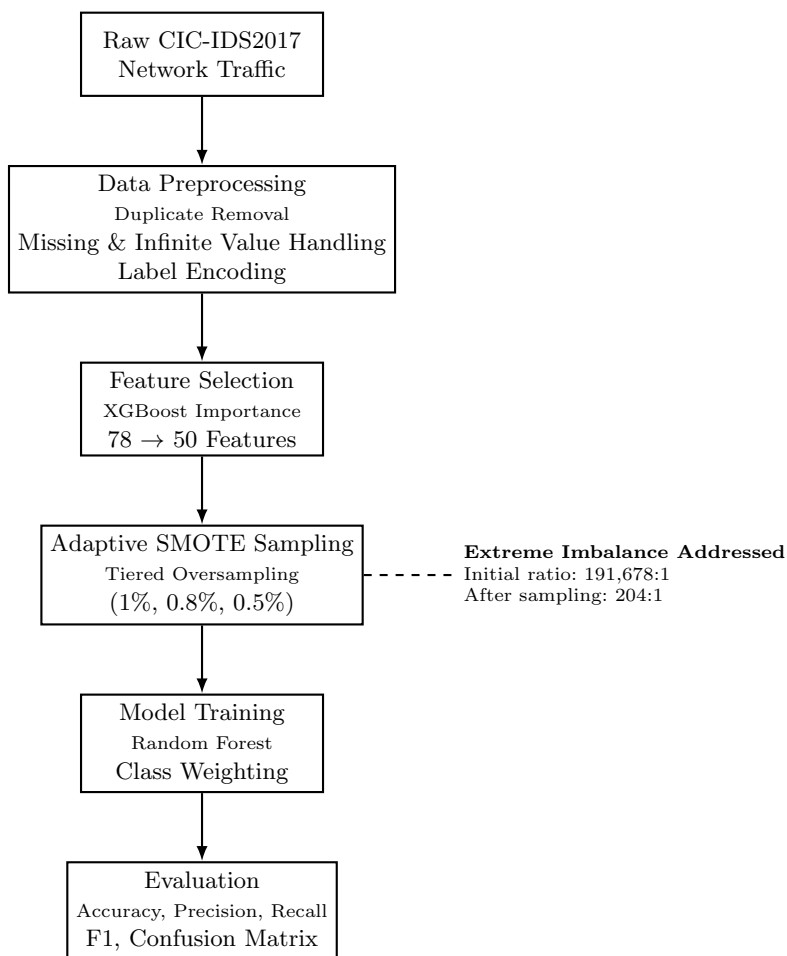 Raw CIC-IDS2017
Network Traffic
Data Preprocessing
Duplicate Removal
Missing & Infinite Value Handling
Label Encoding
Feature Selection
XGBoost Importance
78 → 50 Features
Adaptive SMOTE Sampling
Tiered Oversampling
(1%, 0.8%, 0.5%)
Extreme Imbalance Addressed
Initial ratio: 191,678:1
After sampling: 204:1
Model Training
Random Forest
Class Weighting
Evaluation
Accuracy, Precision, Recall
F1, Confusion Matrix